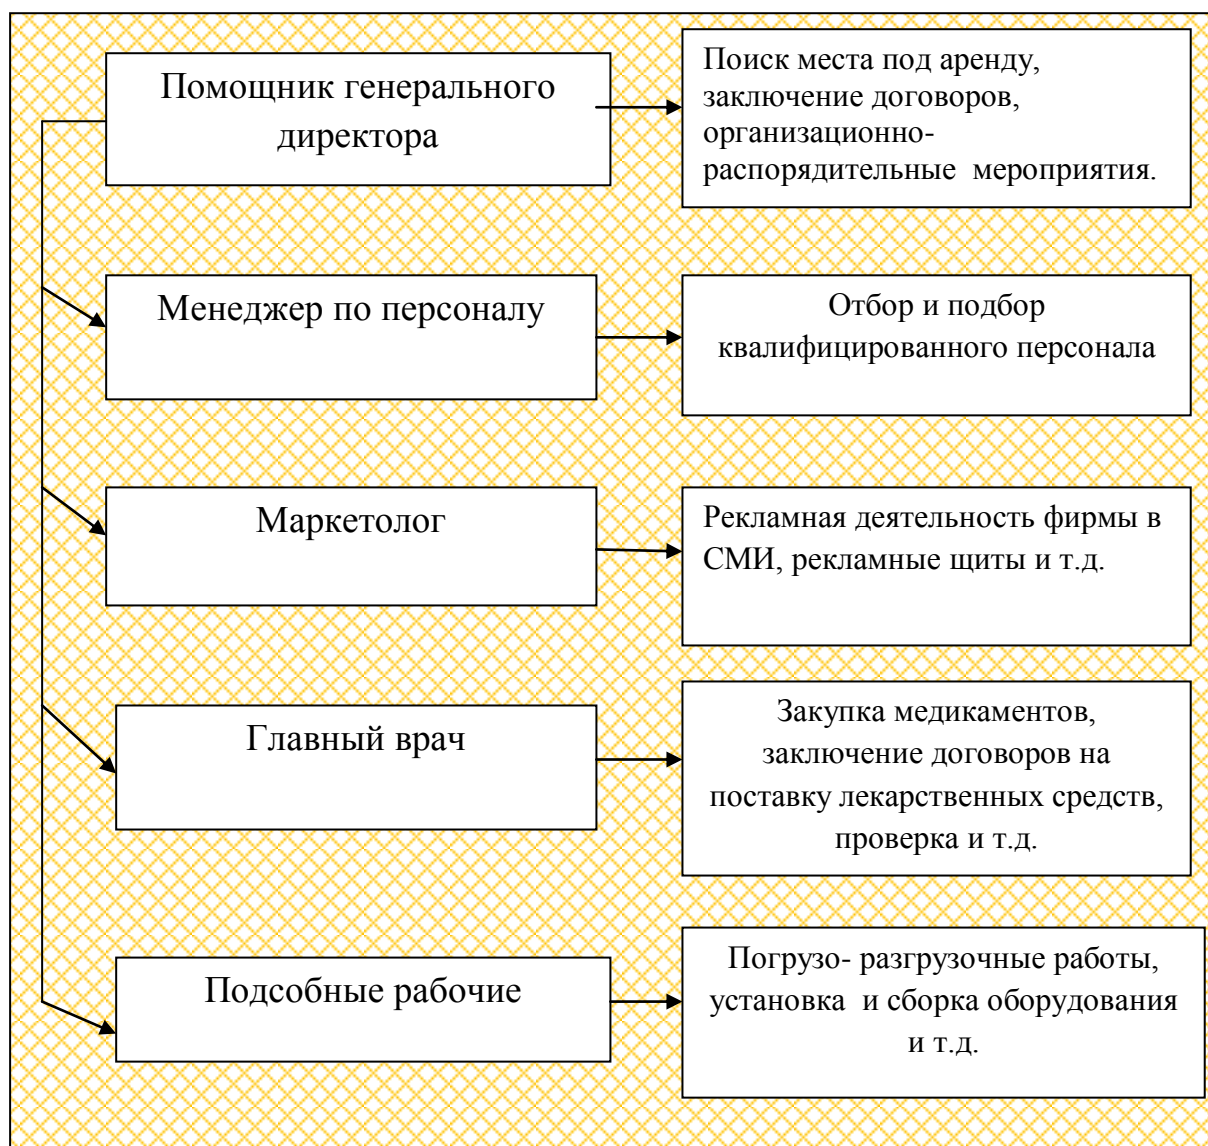 Помощник генерального
директора
Поиск места под аренду,
заключение договоров,
организационно-
распорядительные мероприятия.
Менеджер по персоналу
Отбор и подбор
квалифицированного персонала
Маркетолог
Рекламная деятельность фирмы в
СМИ, рекламные щиты и т.д.
Главный врач
Закупка медикаментов,
заключение договоров на
поставку лекарственных средств,
проверка и т.д.
Подсобные рабочие
Погрузо- разгрузочные работы,
установка и сборка оборудования
и т.д.